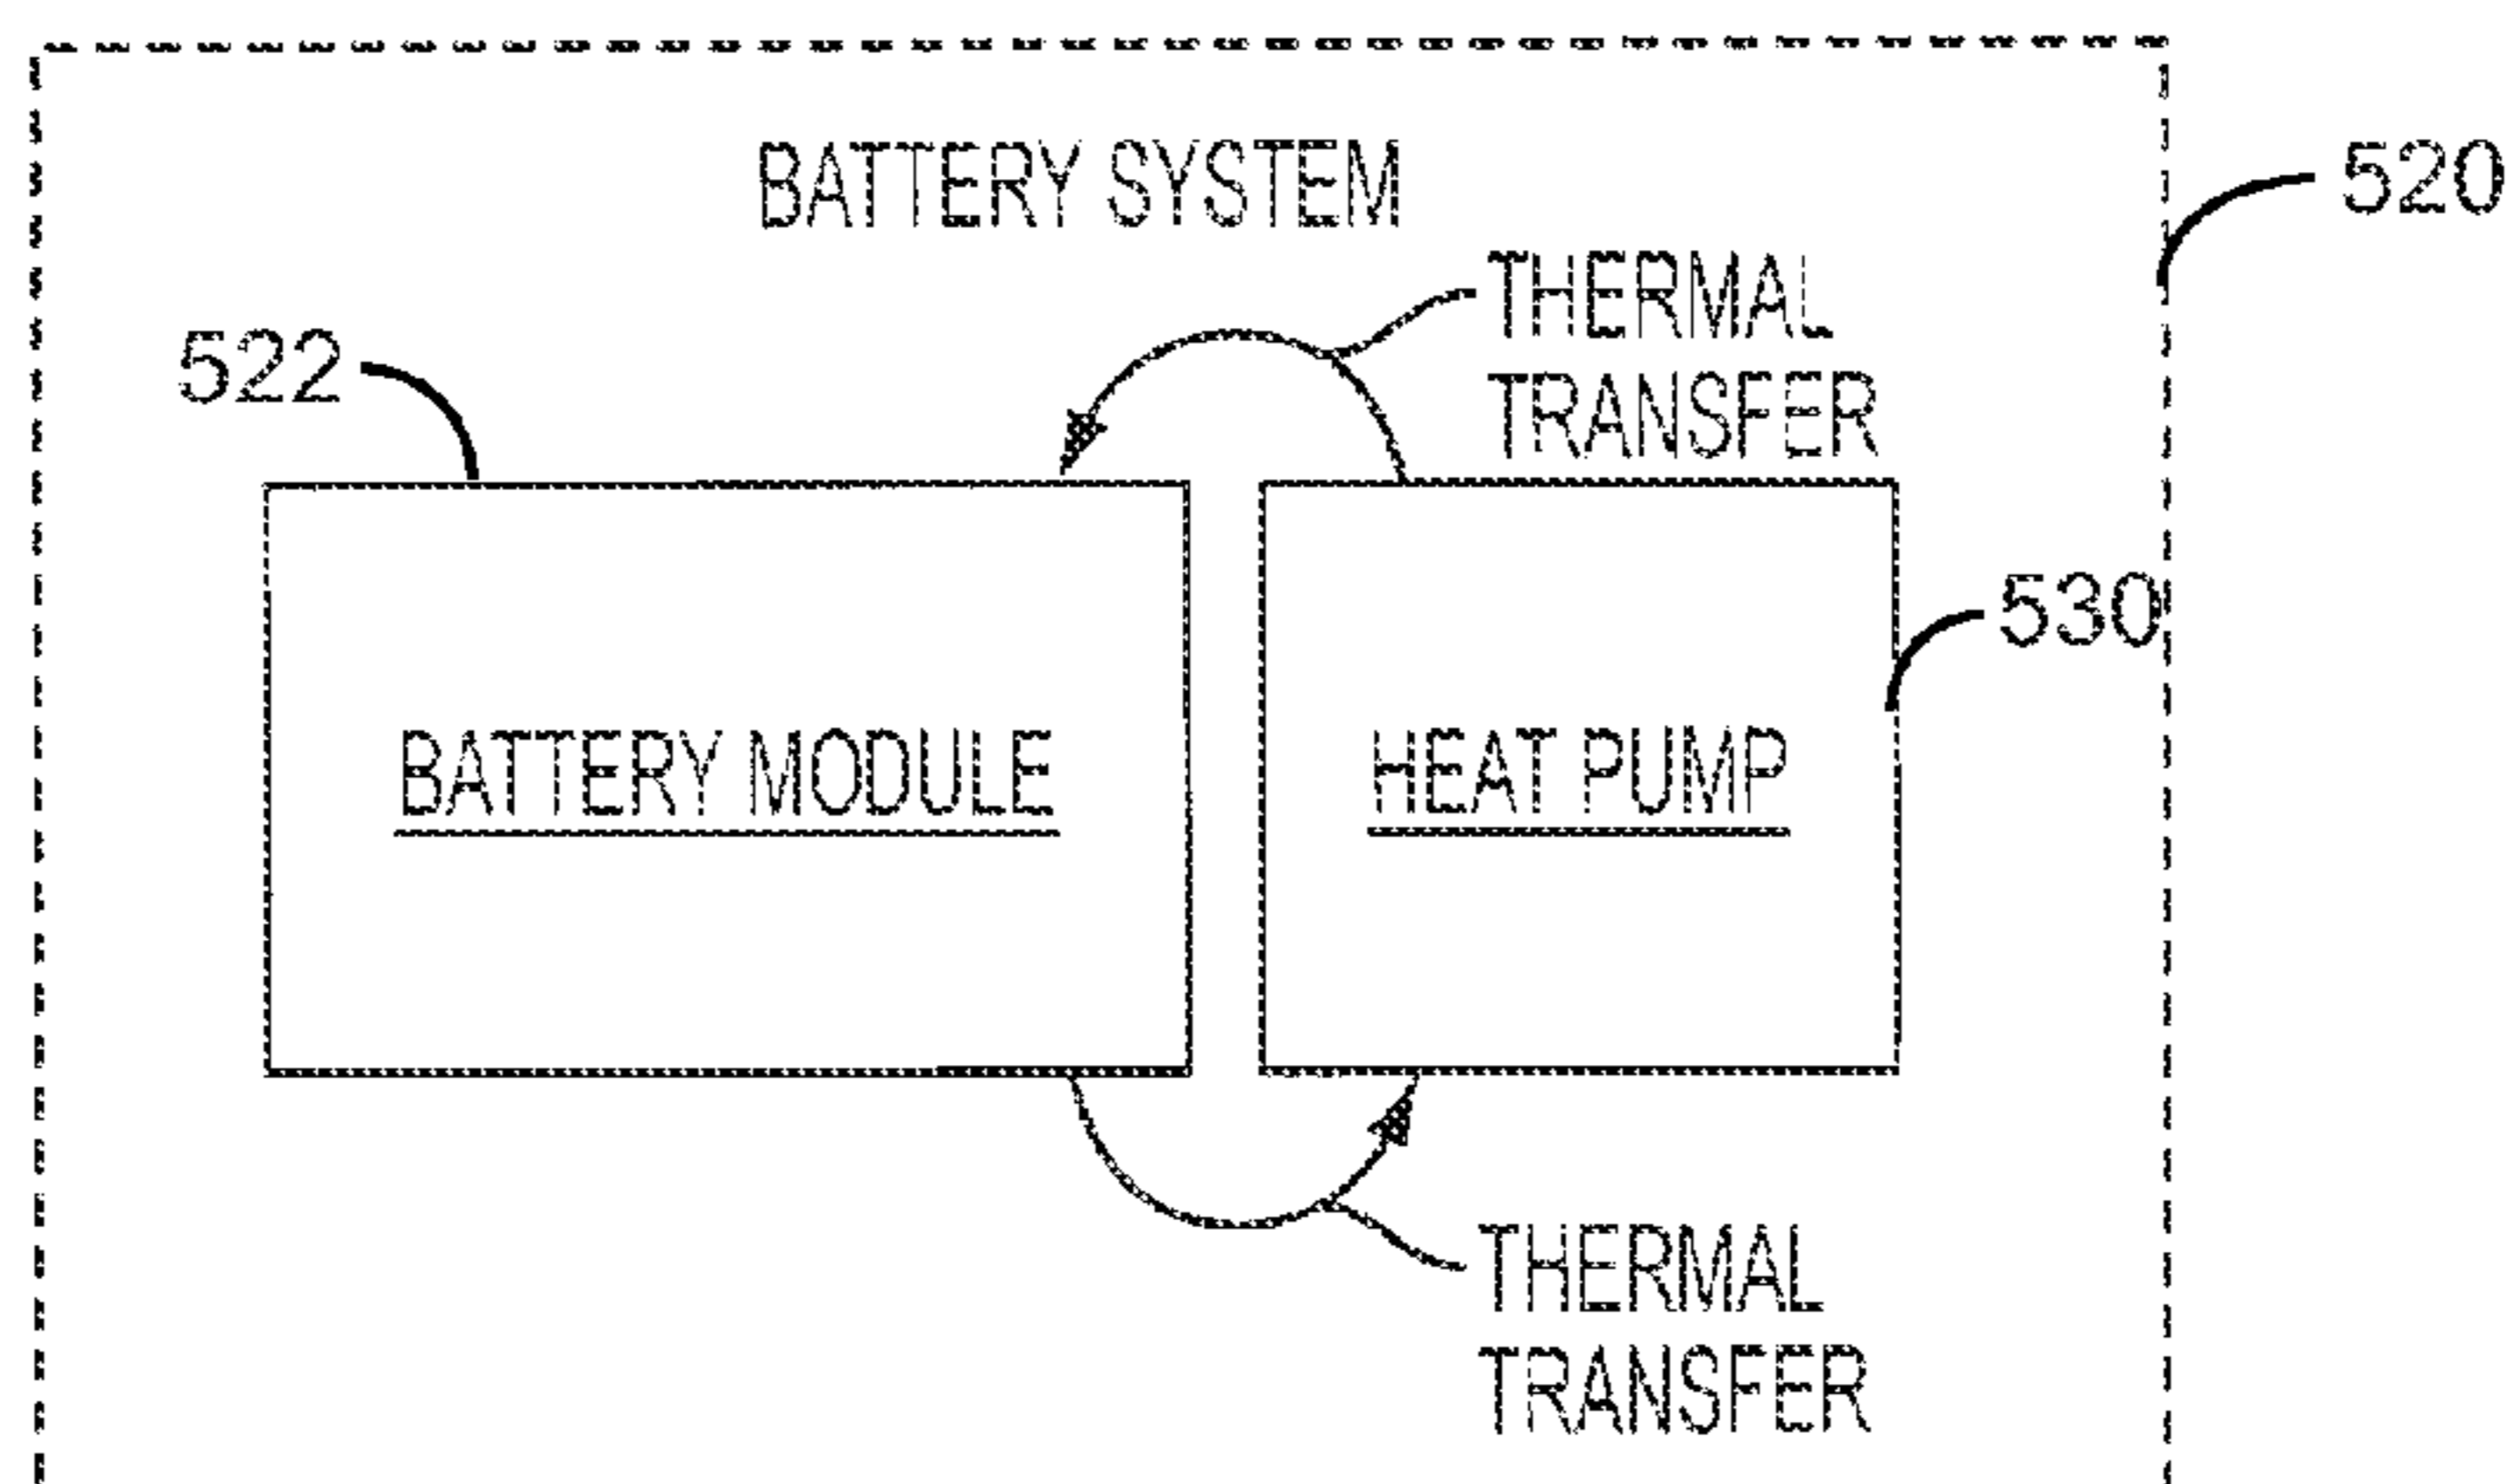 BATTERY SYSTEM
520
THERMAL
TRANSFER
522
530
BATTERY MODULE
HEAT PUMP
THERMAL
TRANSFER